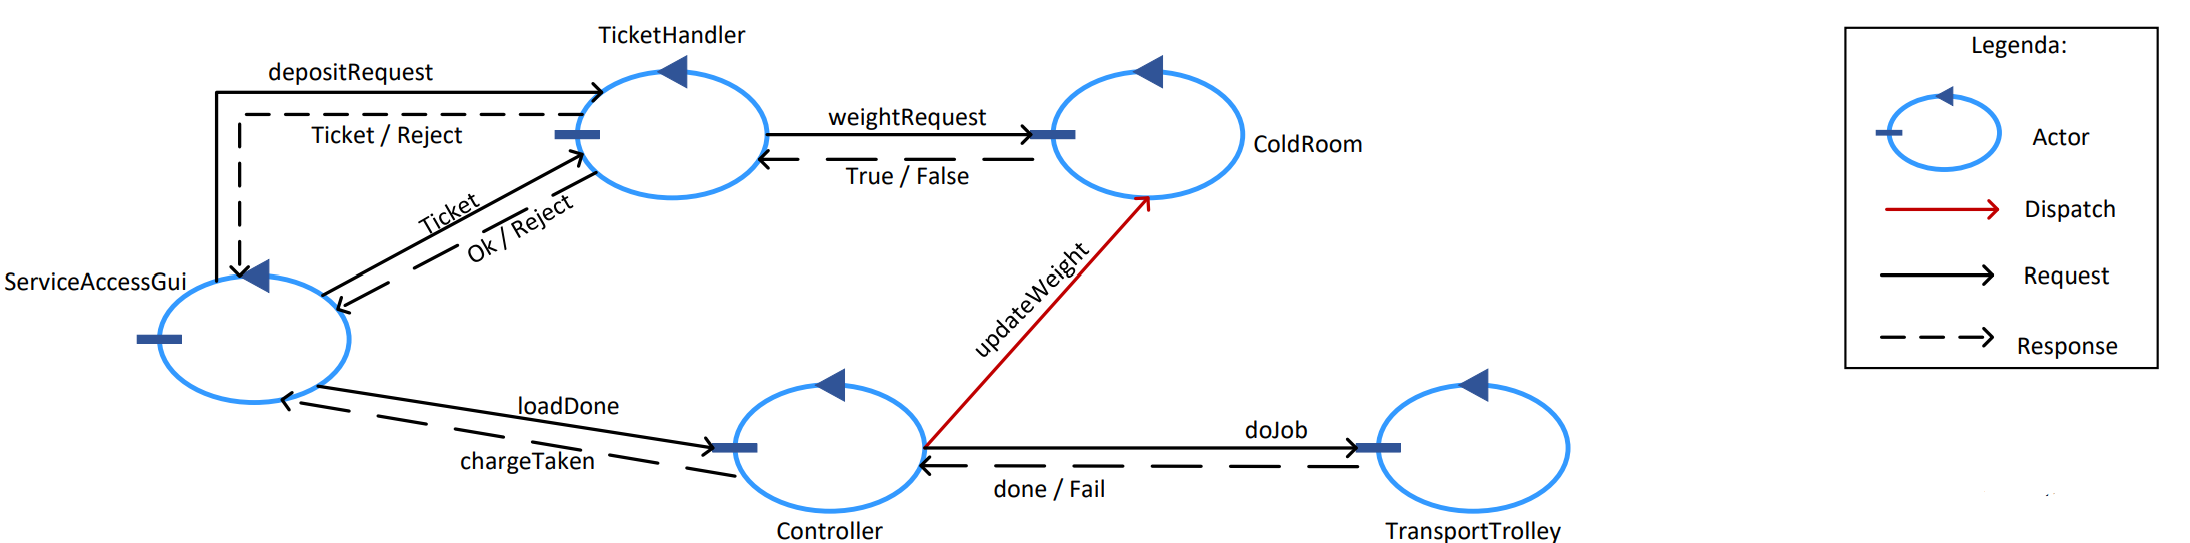 TicketHandler
Legenda:
depositRequest
weightRequest
Ticket / Reject
Actor
ColdRoom
True / False
Ticket
Ok / Reject
Dispatch
ServiceAccessGui
updateWeight
Request
Response
loadDone
doJob
chargeTaken
done / Fail
Controller
TransportTrolley